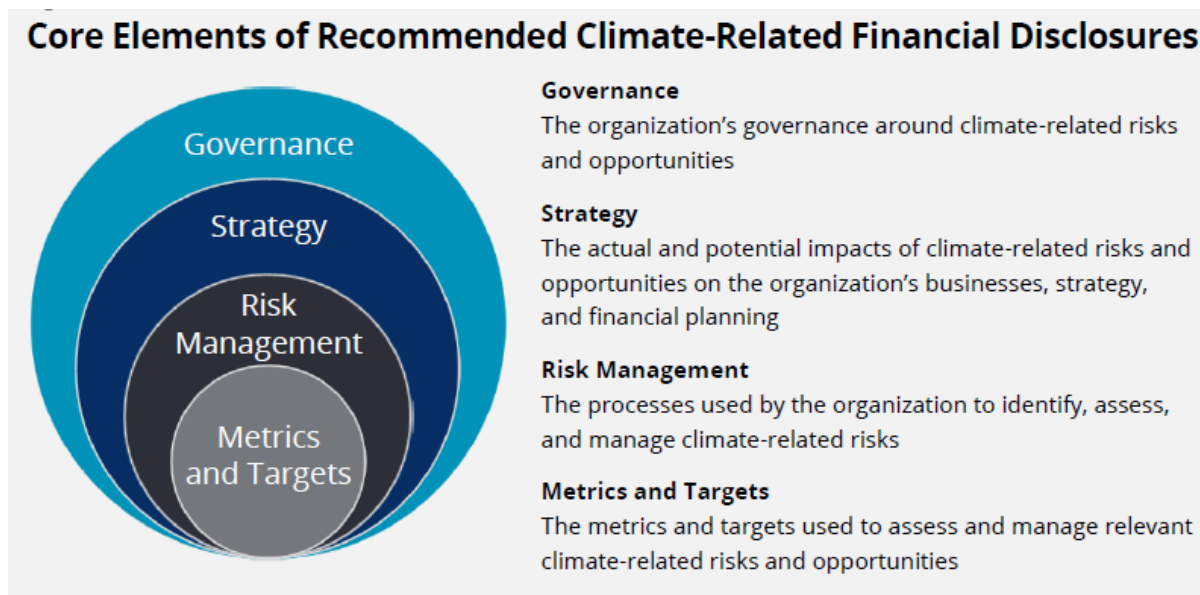 Core Elements of Recommended Climate-Related Financial Disclosures
Governance
Strategy
Risk
Management
Metrics
and Targets
Governance
The organization’s governance around climate-related risks
and opportunities
Strategy
The actual and potential impacts of climate-related risks and
opportunities on the organization’s businesses, strategy,
and financial planning
Risk Management
The processes used by the organization to identify, assess,
and manage climate-related risks
Metrics and Targets
The metrics and targets used to assess and manage relevant
climate-related risks and opportunities